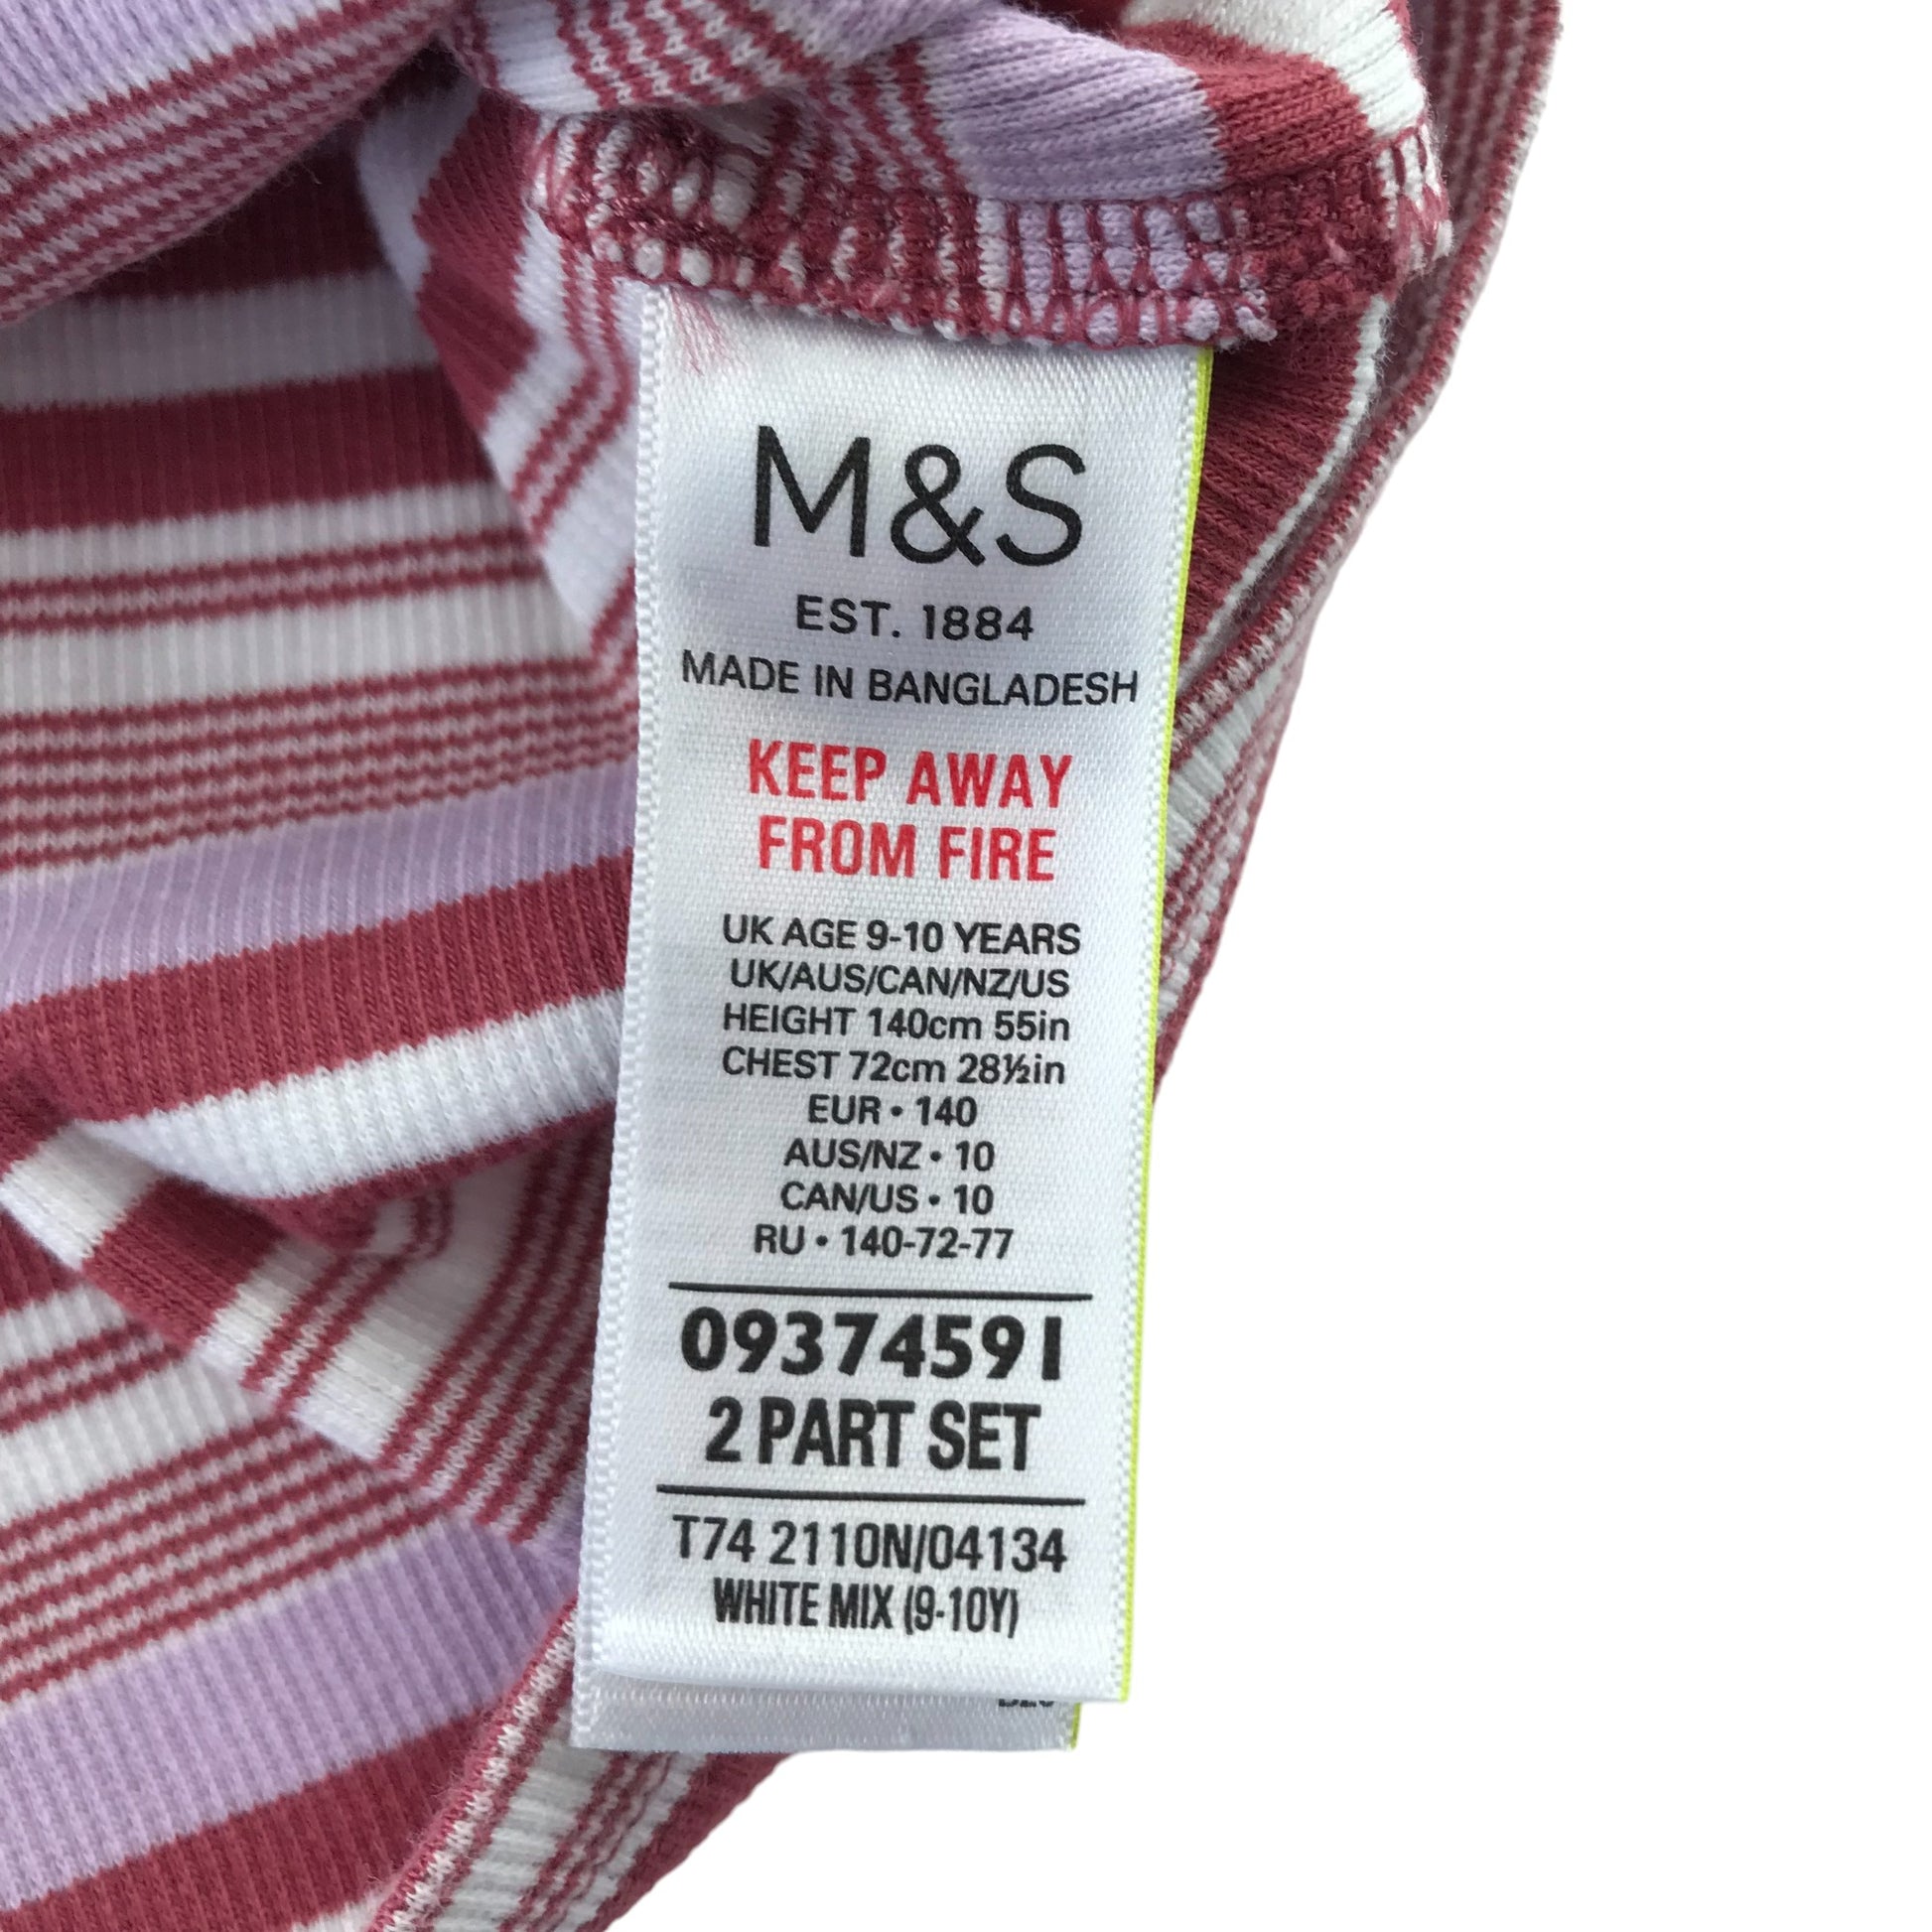 M&S
EST. 1884
MADE IN BANGLADESH
KEEP AWAY
FROM FIRE
UK AGE 9-10 YEARS
UK/AUS/CAN/NZ/US
HEIGHT 140cm 55in
CHEST 72cm 28½in
EUR • 140
AUS/NZ • 10
CAN/US • 10
RU • 140-72-77
09374591
2 PART SET
T74 2110N/04134
WHITE MIX (9-10Y)